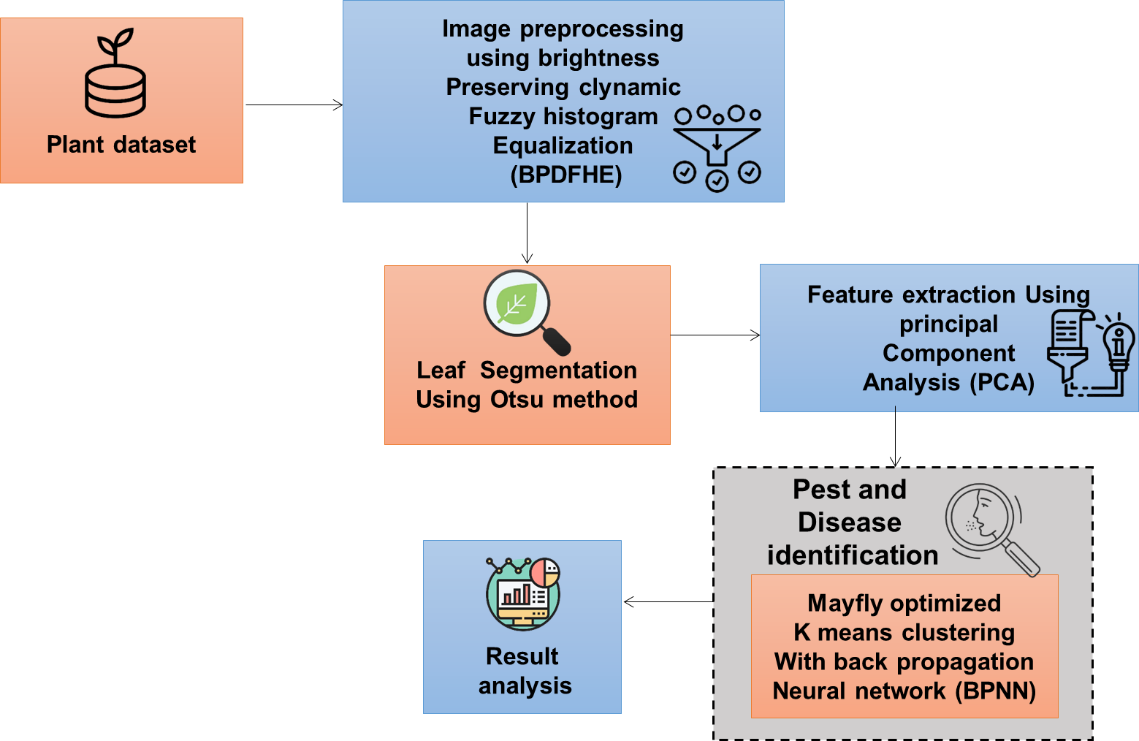 Plant dataset
Image preprocessing
using brightness
Preserving clynamic
Fuzzy histogram
Equalization
(BPDFHE)
Leaf Segmentation
Using Otsu method
Feature extraction Using
principal
Component
Analysis (PCA)
Pest and
Disease
identification
Mayfly optimized
K means clustering
With back propagation
Neural network (BPNN)
Result
analysis